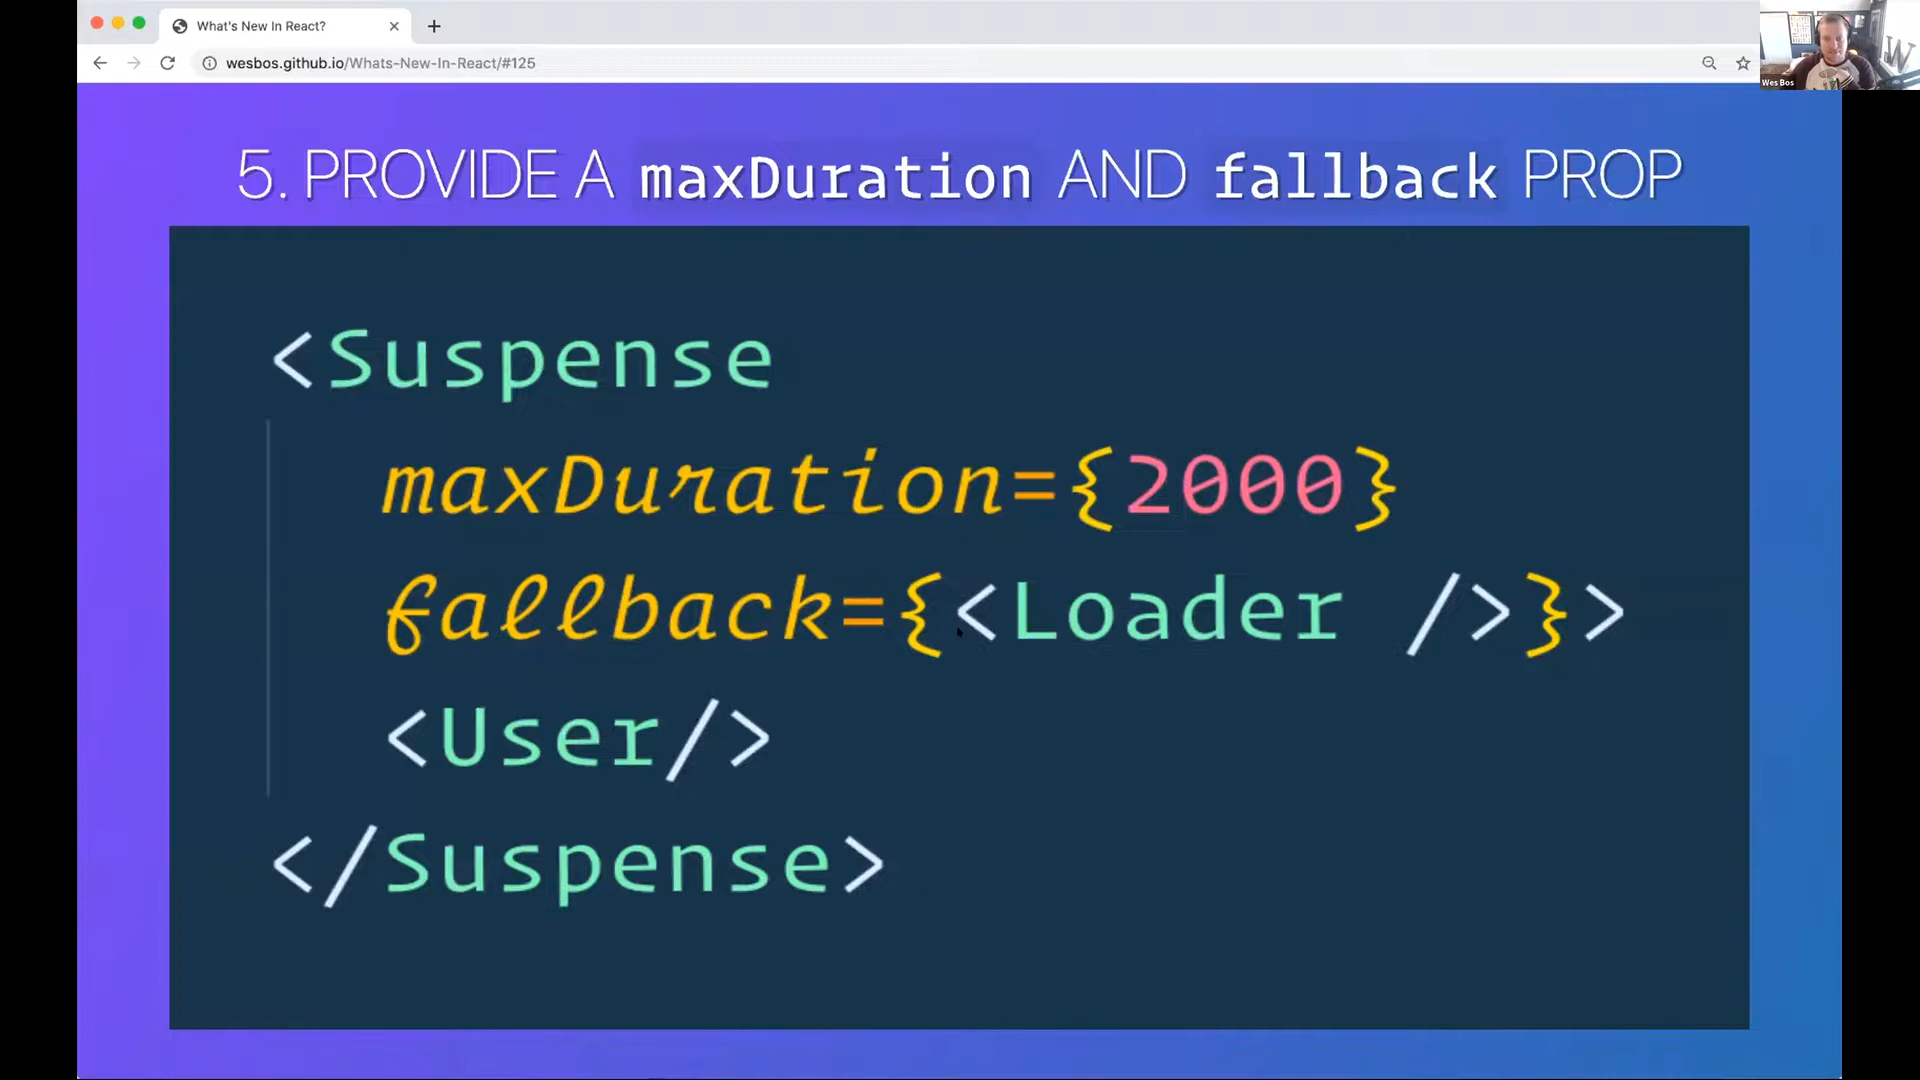 What's New In React?
wesbos.github.io/Whats-New-In-React/#125
Wes Bos
5. PROVIDE A maxDuration AND fallback PROP
<Suspense
maxDuration={2000}
fallback={<Loader />}>
<User/>
</Suspense>